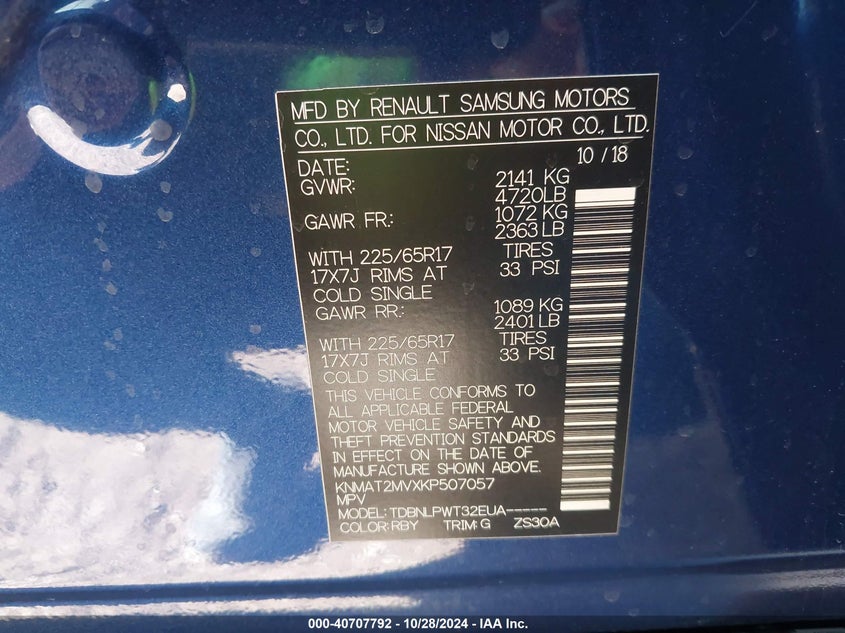 MFD BY RENAULT SAMSUNG MOTORS
CO., LTD. FOR NISSAN MOTOR CO., LTD.
DATE: 10 / 18
GVWR: 2141 KG
4720LB
GAWR FR.: 1072 KG
2363 LB
WITH 225/65R17 TIRES
17X7J RIMS AT 33 PSI
COLD SINGLE
GAWR RR.: 1089 KG
2401 LB
WITH 225/65R17 TIRES
17X7J RIMS AT 33 PSI
COLD SINGLE
THIS VEHICLE CONFORMS TO
ALL APPLICABLE FEDERAL
MOTOR VEHICLE SAFETY AND
THEFT PREVENTION STANDARDS
IN EFFECT ON THE DATE OF
MANUFACTURE SHOWN ABOVE.
KNMAT2MVXKP507057
MPV
MODEL: TDBNLPWT32EUA-----
COLOR: RBY TRIM: G ZS30A
000-40707792 - 10/28/2024 - IAA Inc.